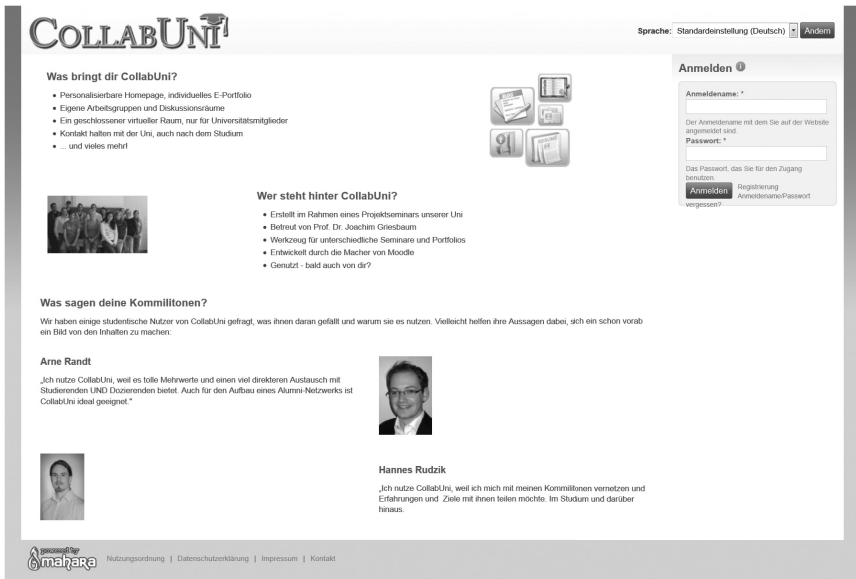 COLLABUNI
Sprache: Standardeinstellung (Deutsch) Ändern
Was bringt dir CollabUni?
• Personalisierbare Homepage, individuelles E-Portfolio
• Eigene Arbeitsgruppen und Diskussionsräume
• Ein geschlossener virtueller Raum, nur für Universitätsmitglieder
• Kontakt halten mit der Uni, auch nach dem Studium
• ... und vieles mehr!
Anmelden
Anmeldename: *
Der Anmeldename mit dem Sie auf der Website
angemeldet sind.
Passwort: *
Das Passwort, das Sie für den Zugang
benutzen.
Anmelden Registrierung
Anmeldename/Passwort
vergessen?
Wer steht hinter CollabUni?
• Erstellt im Rahmen eines Projektseminars unserer Uni
• Betreut von Prof. Dr. Joachim Griesbaum
• Werkzeug für unterschiedliche Seminare und Portfolios
• Entwickelt durch die Macher von Moodle
• Genutzt - bald auch von dir?
Was sagen deine Kommilitonen?
Wir haben einige studentische Nutzer von CollabUni gefragt, was ihnen daran gefällt und warum sie es nutzen. Vielleicht helfen ihre Aussagen dabei, sich ein schon vorab
ein Bild von den Inhalten zu machen:
Arne Randt
„Ich nutze CollabUni, weil es tolle Mehrwerte und einen viel direkteren Austausch mit
Studierenden UND Dozierenden bietet. Auch für den Aufbau eines Alumni-Netzwerks ist
CollabUni ideal geeignet."
Hannes Rudzik
„Ich nutze CollabUni, weil ich mich mit meinen Kommilitonen vernetzen und
Erfahrungen und Ziele mit ihnen teilen möchte. Im Studium und darüber
hinaus.
powered by
mahara
Nutzungsordnung | Datenschutzerklärung | Impressum | Kontakt